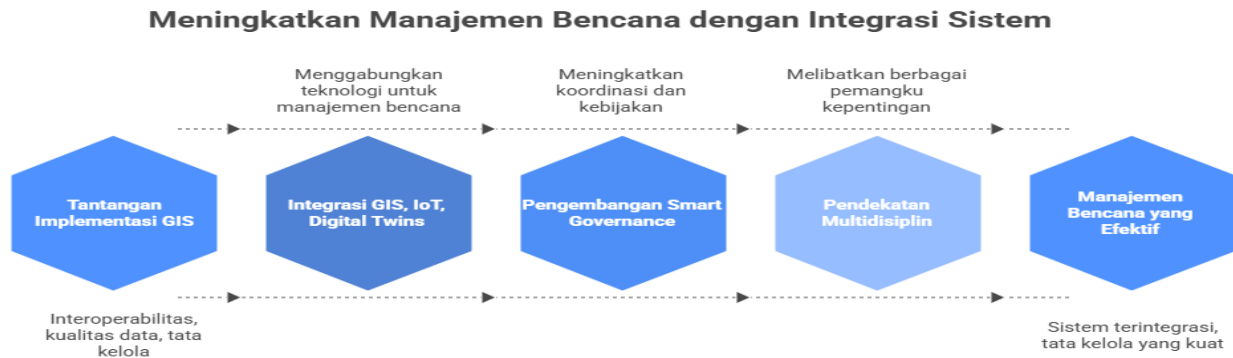 Meningkatkan Manajemen Bencana dengan Integrasi Sistem
Menggabungkan
teknologi untuk
manajemen bencana
Meningkatkan
koordinasi dan
kebijakan
Melibatkan berbagai
pemangku
kepentingan
Tantangan
Implementasi GIS
Integrasi GIS, IoT,
Digital Twins
Pengembangan Smart
Governance
Pendekatan
Multidisiplin
Manajemen
Bencana yang
Efektif
Interoperabilitas,
kualitas data, tata
kelola
Sistem terintegrasi,
tata kelola yang kuat